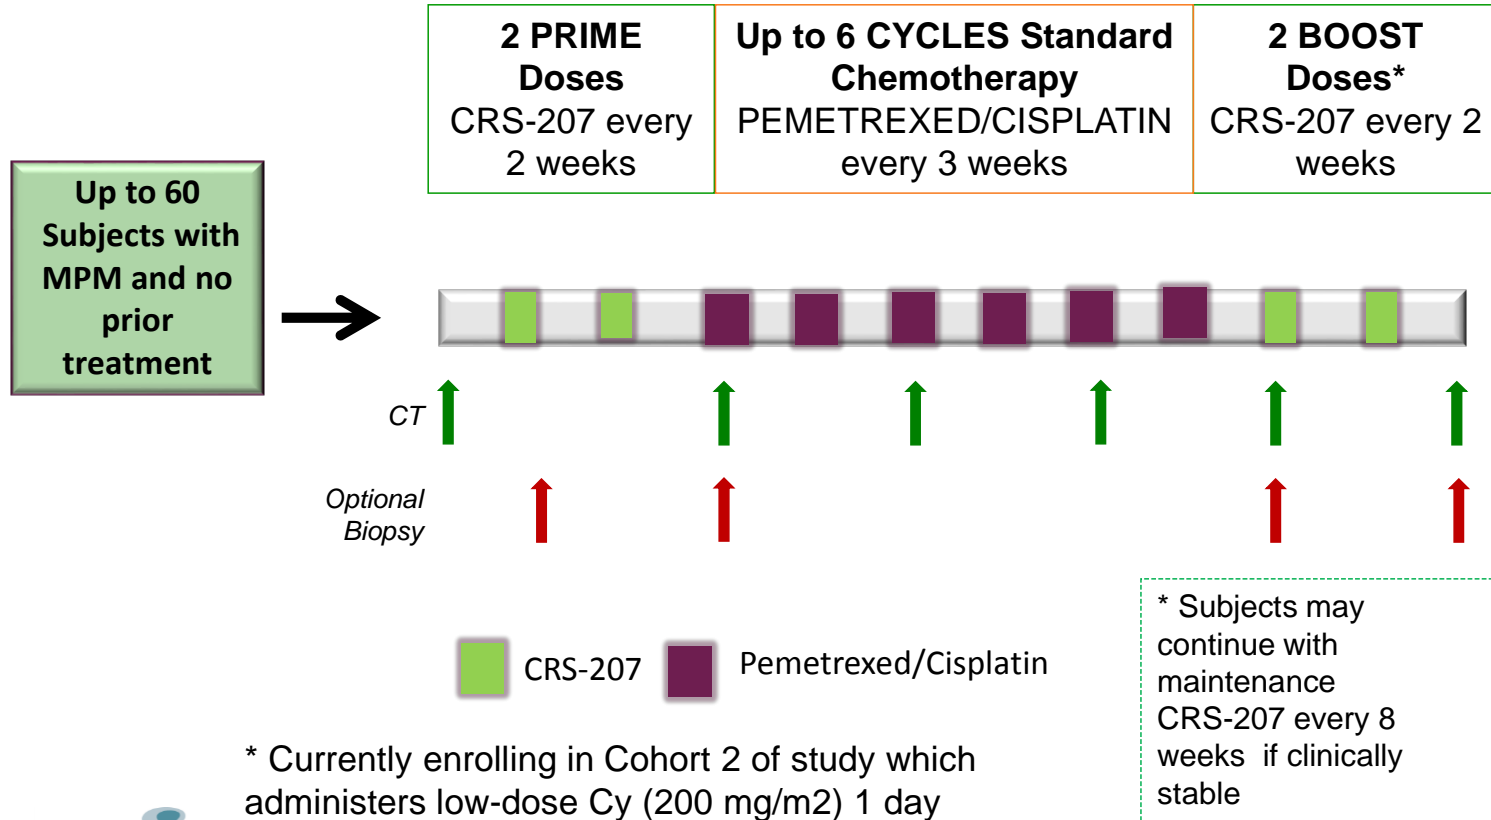 2 PRIME
Doses
CRS-207 every
2 weeks
Up to 6 CYCLES Standard
Chemotherapy
PEMETREXED/CISPLATIN
every 3 weeks
2 BOOST
Doses*
CRS-207 every 2
weeks
Up to 60
Subjects with
MPM and no
prior
treatment
CT
Optional
Biopsy
CRS-207
Pemetrexed/Cisplatin
* Subjects may
continue with
maintenance
CRS-207 every 8
weeks if clinically
stable
* Currently enrolling in Cohort 2 of study which
administers low-dose Cy (200 mg/m2) 1 day